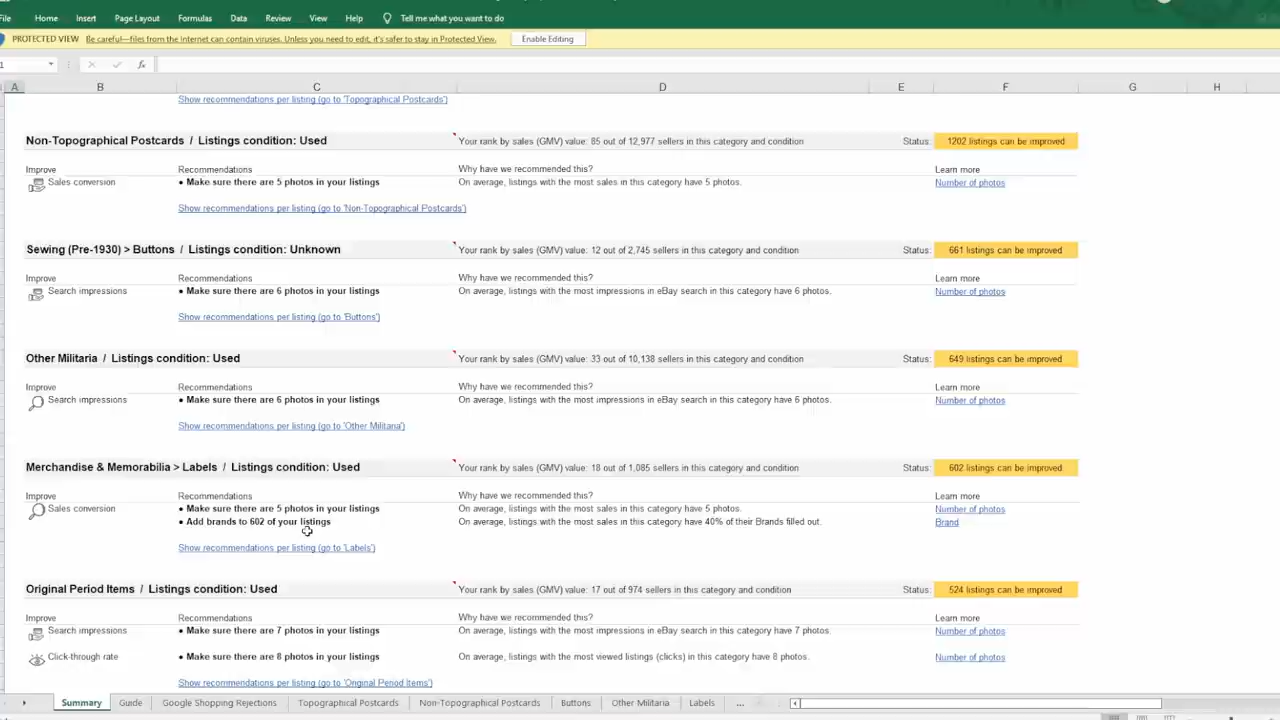 File Home Insert Page Layout Formulas Data Review View Help Tell me what you want to do
PROTECTED VIEW Be careful—files from the Internet can contain viruses. Unless you need to edit, it's safer to stay in Protected View. Enable Editing
1 fx
A B C D E F G H
Show recommendations per listing (go to 'Topographical Postcards')
Non-Topographical Postcards / Listings condition: Used Your rank by sales (GMV) value: 85 out of 12,977 sellers in this category and condition Status: 1202 listings can be improved
Improve Recommendations Why have we recommended this? Learn more
Sales conversion • Make sure there are 5 photos in your listings On average, listings with the most sales in this category have 5 photos. Number of photos
Show recommendations per listing (go to 'Non-Topographical Postcards')
Sewing (Pre-1930) > Buttons / Listings condition: Unknown Your rank by sales (GMV) value: 12 out of 2,745 sellers in this category and condition Status: 661 listings can be improved
Improve Recommendations Why have we recommended this? Learn more
Search impressions • Make sure there are 6 photos in your listings On average, listings with the most impressions in eBay search in this category have 6 photos. Number of photos
Show recommendations per listing (go to 'Buttons')
Other Militaria / Listings condition: Used Your rank by sales (GMV) value: 33 out of 10,138 sellers in this category and condition Status: 649 listings can be improved
Improve Recommendations Why have we recommended this? Learn more
Search impressions • Make sure there are 6 photos in your listings On average, listings with the most impressions in eBay search in this category have 6 photos. Number of photos
Show recommendations per listing (go to 'Other Militaria')
Merchandise & Memorabilia > Labels / Listings condition: Used Your rank by sales (GMV) value: 18 out of 1,085 sellers in this category and condition Status: 602 listings can be improved
Improve Recommendations Why have we recommended this? Learn more
Sales conversion • Make sure there are 5 photos in your listings On average, listings with the most sales in this category have 5 photos. Number of photos
• Add brands to 602 of your listings On average, listings with the most sales in this category have 40% of their Brands filled out. Brand
Show recommendations per listing (go to 'Labels')
Original Period Items / Listings condition: Used Your rank by sales (GMV) value: 17 out of 974 sellers in this category and condition Status: 524 listings can be improved
Improve Recommendations Why have we recommended this? Learn more
Search impressions • Make sure there are 7 photos in your listings On average, listings with the most impressions in eBay search in this category have 7 photos. Number of photos
Click-through rate • Make sure there are 8 photos in your listings On average, listings with the most viewed listings (clicks) in this category have 8 photos. Number of photos
Show recommendations per listing (go to 'Original Period Items')
Summary Guide Google Shopping Rejections Topographical Postcards Non-Topographical Postcards Buttons Other Militaria Labels ...